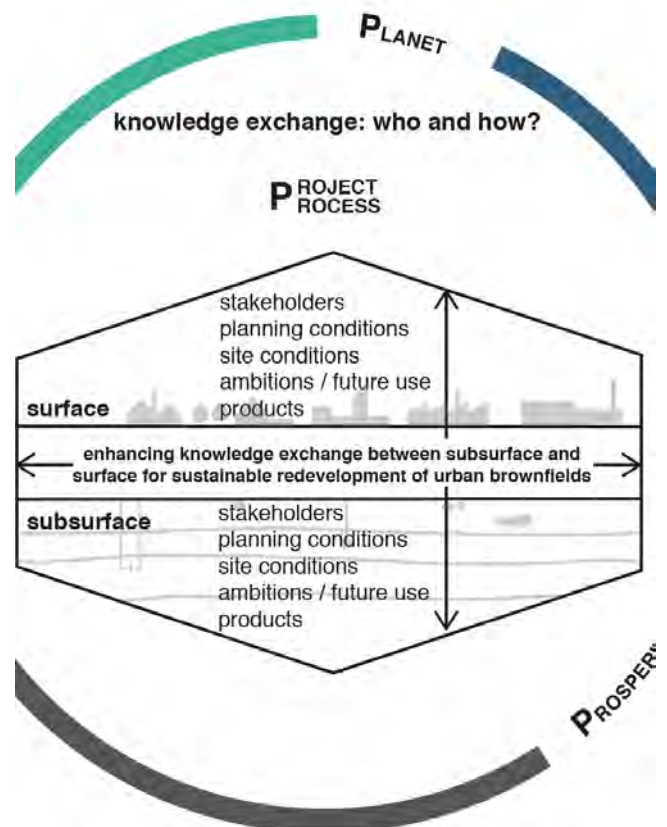 PLANET
knowledge exchange: who and how?
PROJECT
PROCESS
stakeholders
planning conditions
site conditions
ambitions / future use
products
surface
enhancing knowledge exchange between subsurface and
surface for sustainable redevelopment of urban brownfields
subsurface
stakeholders
planning conditions
site conditions
ambitions / future use
products
PROSPERI